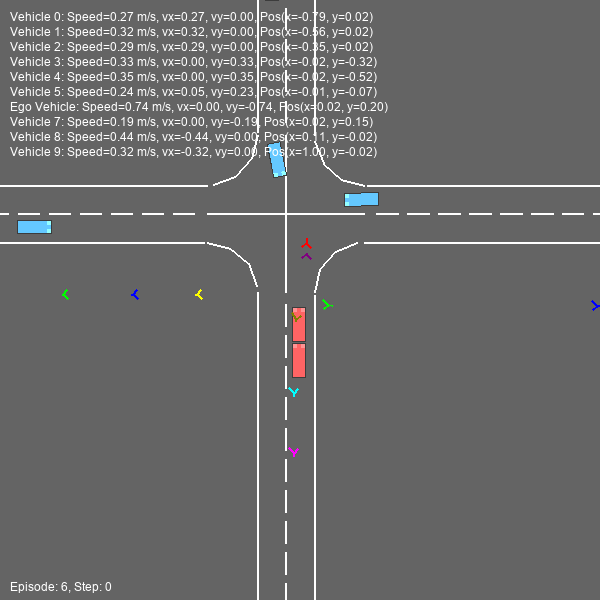 Vehicle 0: Speed=0.27 m/s, vx=0.27, vy=0.00, Pos(x=-0.79, y=0.02)
Vehicle 1: Speed=0.32 m/s, vx=0.32, vy=0.00, Pos(x=-0.56, y=0.02)
Vehicle 2: Speed=0.29 m/s, vx=0.29, vy=0.00, Pos(x=-0.35, y=0.02)
Vehicle 3: Speed=0.33 m/s, vx=0.00, vy=0.33, Pos(x=-0.02, y=-0.32)
Vehicle 4: Speed=0.35 m/s, vx=0.00, vy=0.35, Pos(x=-0.02, y=-0.52)
Vehicle 5: Speed=0.24 m/s, vx=0.05, vy=0.23, Pos(x=-0.01, y=-0.07)
Ego Vehicle: Speed=0.74 m/s, vx=0.00, vy=-0.74, Pos(x=0.02, y=0.20)
Vehicle 7: Speed=0.19 m/s, vx=0.00, vy=-0.19, Pos(x=0.02, y=0.15)
Vehicle 8: Speed=0.44 m/s, vx=-0.44, vy=0.00, Pos(x=0.11, y=-0.02)
Vehicle 9: Speed=0.32 m/s, vx=-0.32, vy=0.00, Pos(x=1.00, y=-0.02)
Episode: 6, Step: 0